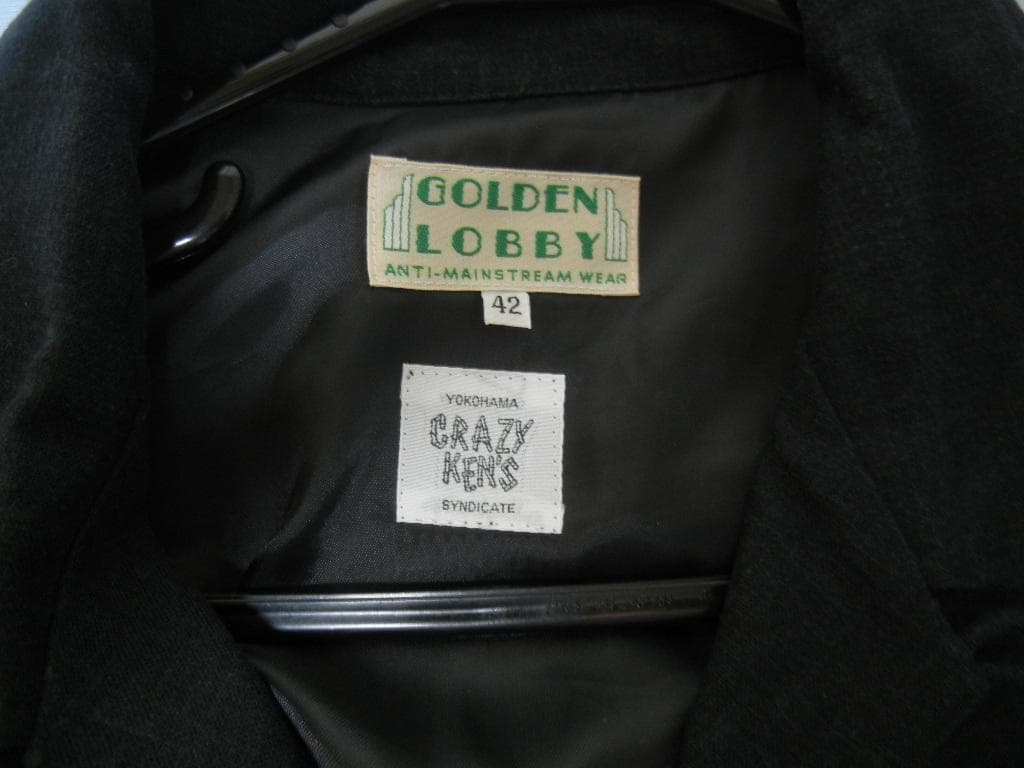 GOLDEN
LOBBY
ANTI-MAINSTREAM WEAR
42
YOKOHAMA
CRAZY
KEN'S
SYNDICATE